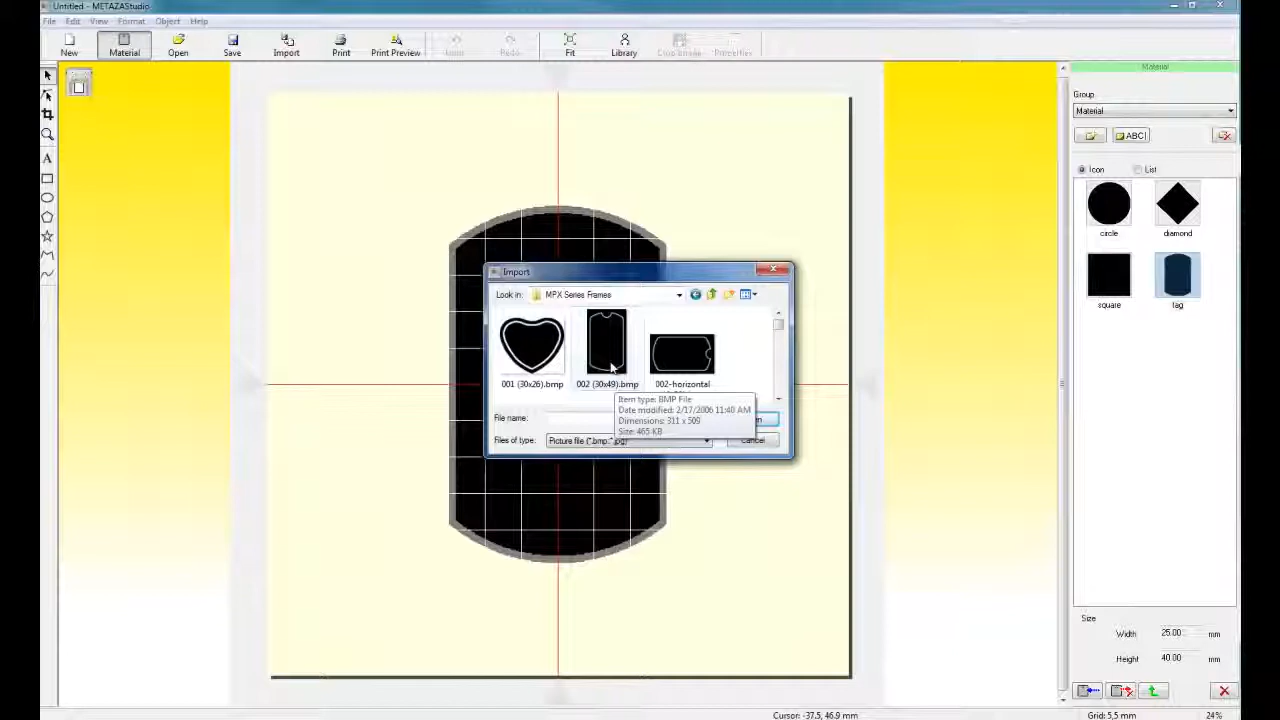 Untitled - METAZAStudio
File Edit View Format Object Help
New Material Open Save Import Print Print Preview Undo Redo Fit Library Crop Image Properties
Material
Group
Material
ABC
Icon List
circle diamond
square tag
Import
Look in: MPX Series Frames
001 (30x26).bmp 002 (30x49).bmp 002-horizontal
Item type: BMP File
Date modified: 2/17/2006 11:40 AM
Dimensions: 311 x 509
Size: 465 KB
File name:
Files of type: Picture file (*.bmp;*.jpg)
Cancel
Size
Width 25.00 mm
Height 40.00 mm
Cursor: -37.5, 46.9 mm
Grid: 5,5 mm 24%